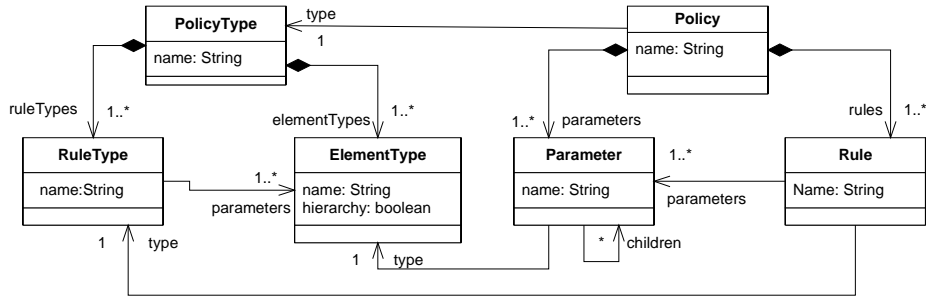 PolicyType
name: String
type
1
Policy
name: String
ruleTypes
1..*
elementTypes
1..*
1..*
parameters
rules
1..*
RuleType
name:String
1..*
parameters
ElementType
name: String
hierarchy: boolean
Parameter
name: String
1..*
parameters
Rule
Name: String
1
type
1
type
*
children